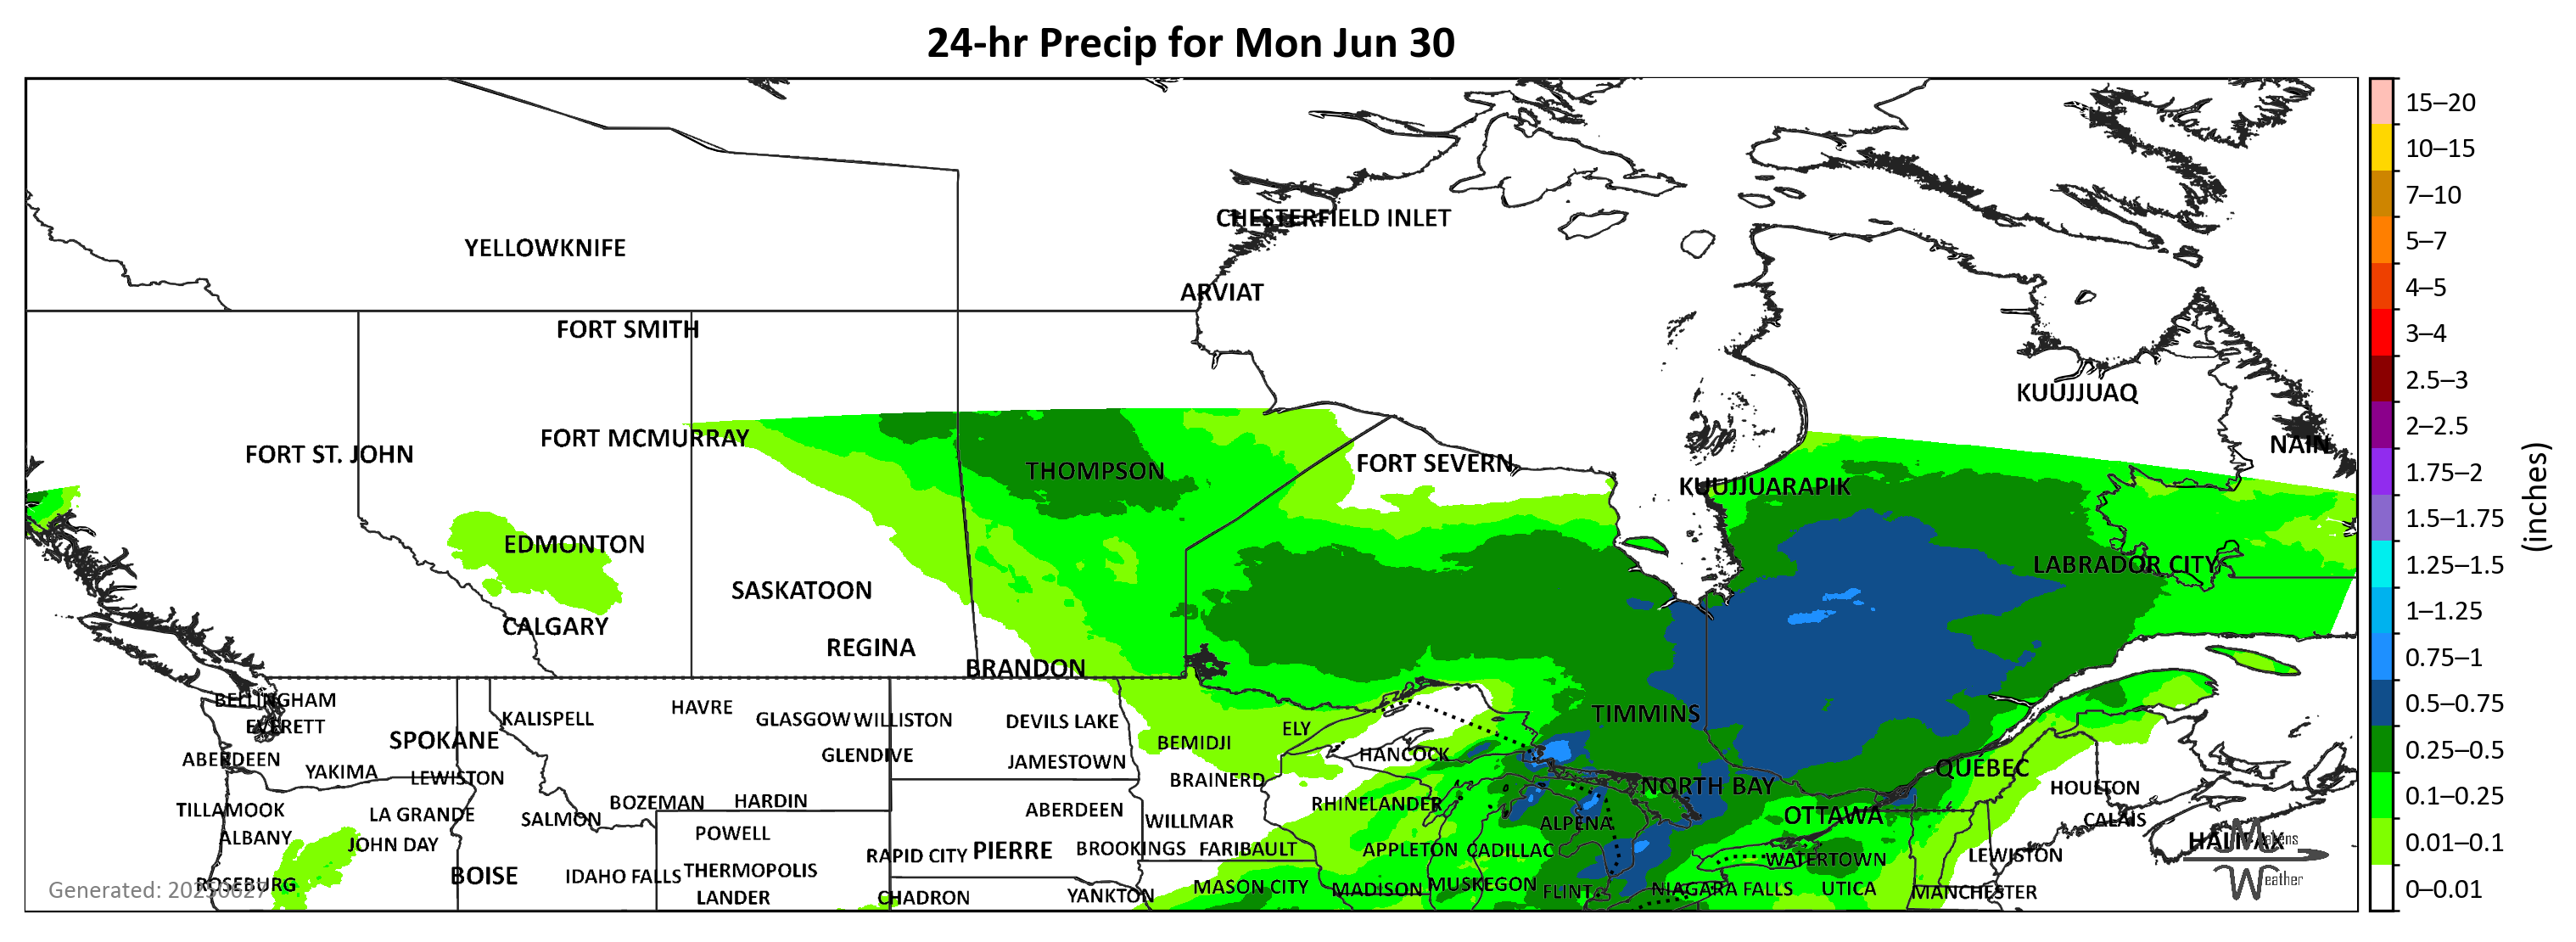 24-hr Precip for Mon Jun 30
CHESTERFIELD INLET
YELLOWKNIFE
ARVIAT
FORT SMITH
KUUJJUAQ
FORT MCMURRAY
NAIN
FORT ST. JOHN
FORT SEVERN
THOMPSON
KUUJJUARAPIK
EDMONTON
LABRADOR CITY
SASKATOON
CALGARY
REGINA
BRANDON
BELLINGHAM
HAVRE
KALISPELL
GLASGOW WILLISTON
DEVILS LAKE
TIMMINS
EVERETT
ELY
SPOKANE
BEMIDJI
ABERDEEN
GLENDIVE
JAMESTOWN
HANCOCK
YAKIMA
LEWISTON
BRAINERD
QUÉBEC
NORTH BAY
HOULTON
TILLAMOOK
LA GRANDE
SALMON
BOZEMAN
HARDIN
ABERDEEN
WILLMAR
RHINELANDER
ALPENA
OTTAWA
CALAIS
ALBANY
JOHN DAY
POWELL
RAPID CITY PIERRE
BROOKINGS FARIBAULT
APPLETON CADILLAC
WATERTOWN
LEWISTON
HALIFAX
Makens
Weather
ROSEBURG
BOISE
IDAHO FALLS
THERMOPOLIS
LANDER
CHADRON
YANKTON
MASON CITY
MADISON
MUSKEGON
FLINT
NIAGARA FALLS
UTICA
MANCHESTER
Generated: 20250627
15–20
10–15
7–10
5–7
4–5
3–4
2.5–3
2–2.5
1.75–2
1.5–1.75
1.25–1.5
1–1.25
0.75–1
0.5–0.75
0.25–0.5
0.1–0.25
0.01–0.1
0–0.01
(inches)